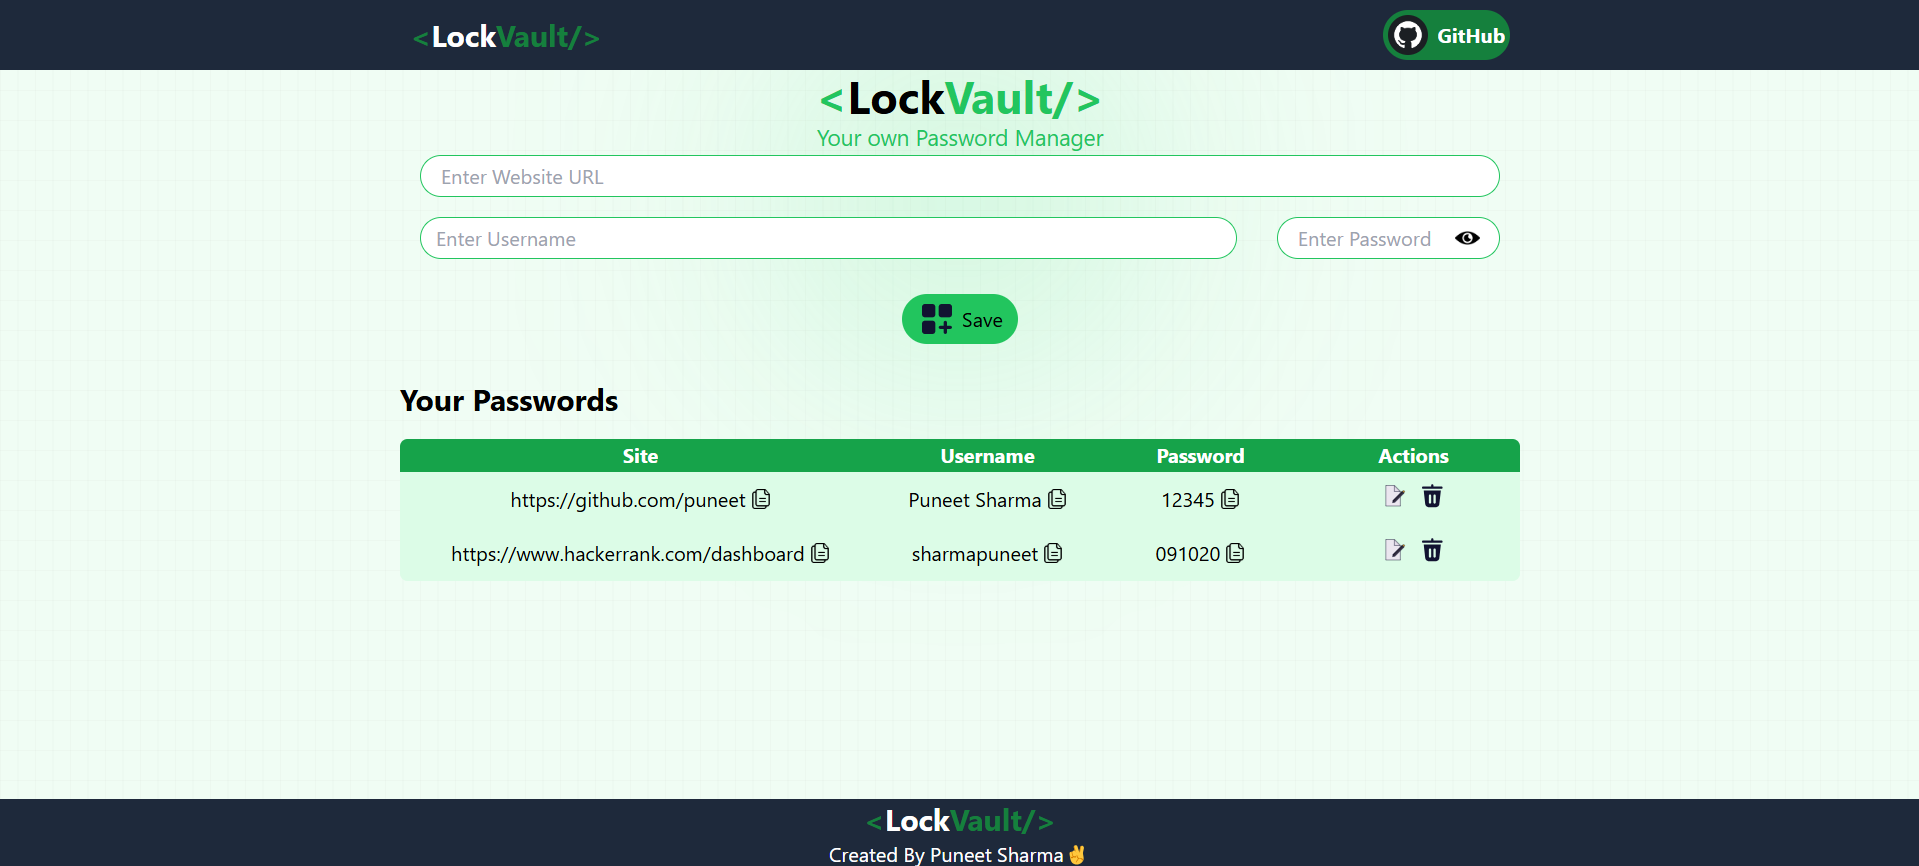 <LockVault/>
GitHub
<LockVault/>
Your own Password Manager
Enter Website URL
Enter Username
Enter Password
Save
Your Passwords
Site Username Password Actions
https://github.com/puneet Puneet Sharma 12345
https://www.hackerrank.com/dashboard sharmapuneet 091020
<LockVault/>
Created By Puneet Sharma✌